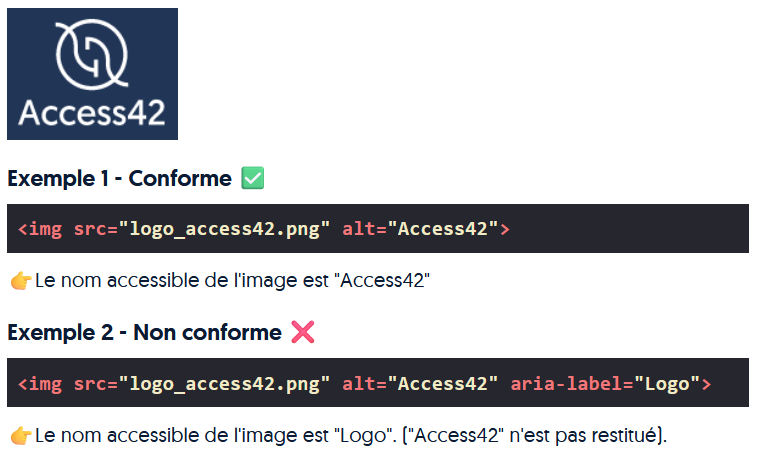 Access42
Exemple 1 - Conforme ✅
<img src="logo_access42.png" alt="Access42">
👉Le nom accessible de l'image est "Access42"
Exemple 2 - Non conforme ❌
<img src="logo_access42.png" alt="Access42" aria-label="Logo">
👉Le nom accessible de l'image est "Logo". ("Access42" n'est pas restitué).